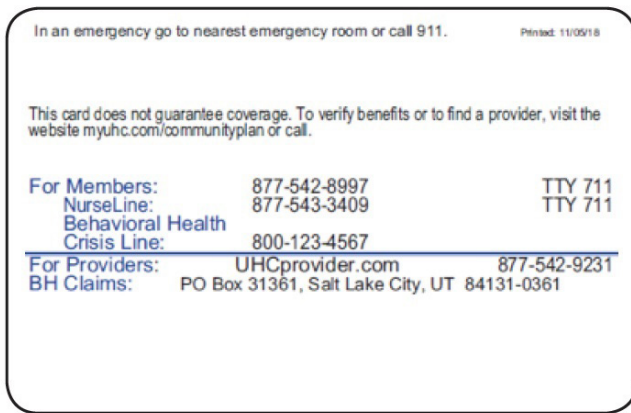 In an emergency go to nearest emergency room or call 911. Printed: 11/05/18
This card does not guarantee coverage. To verify benefits or to find a provider, visit the
website myuhc.com/communityplan or call.
For Members: 877-542-8997 TTY 711
NurseLine: 877-543-3409 TTY 711
Behavioral Health
Crisis Line: 800-123-4567
For Providers: UHCprovider.com 877-542-9231
BH Claims: PO Box 31361, Salt Lake City, UT 84131-0361